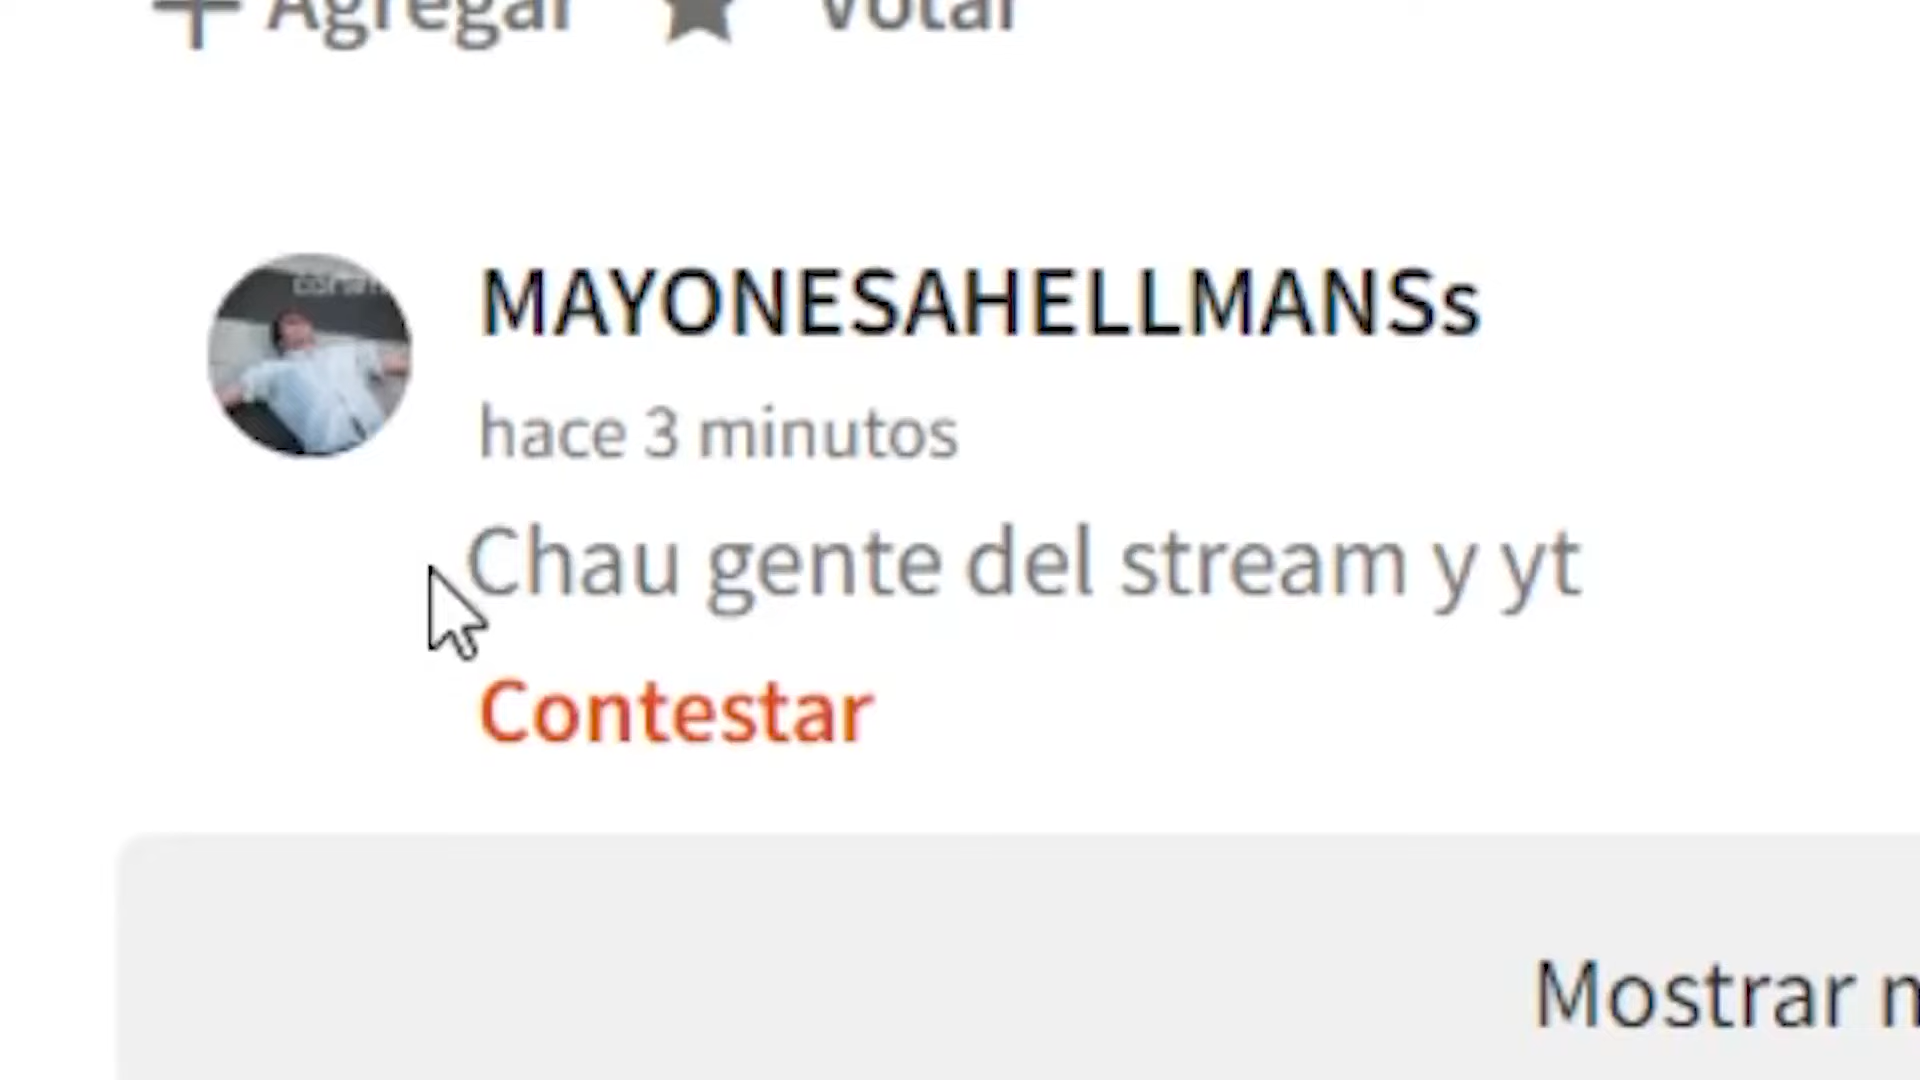 Agregar Votar
MAYONESAHELLMANSs
hace 3 minutos
Chau gente del stream y yt
Contestar
Mostrar